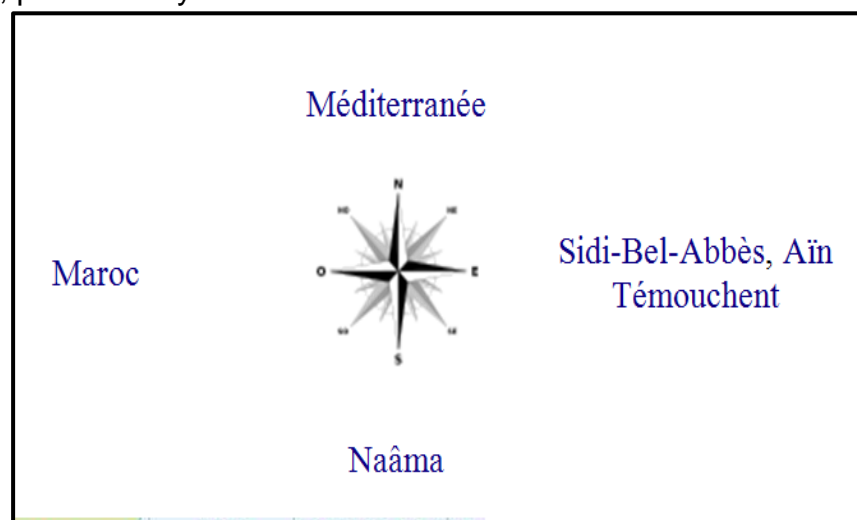 Méditerranée
N
Maroc
O
E
Sidi-Bel-Abbès, Aïn
Témouchent
S
Naâma